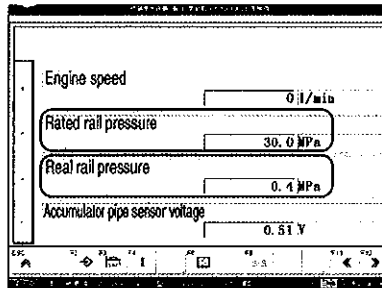 Engine speed
0 1/min
Rated rail pressure
30.0 MPa
Real rail pressure
0.4 MPa
Accumulator pipe sensor voltage
0.51 V